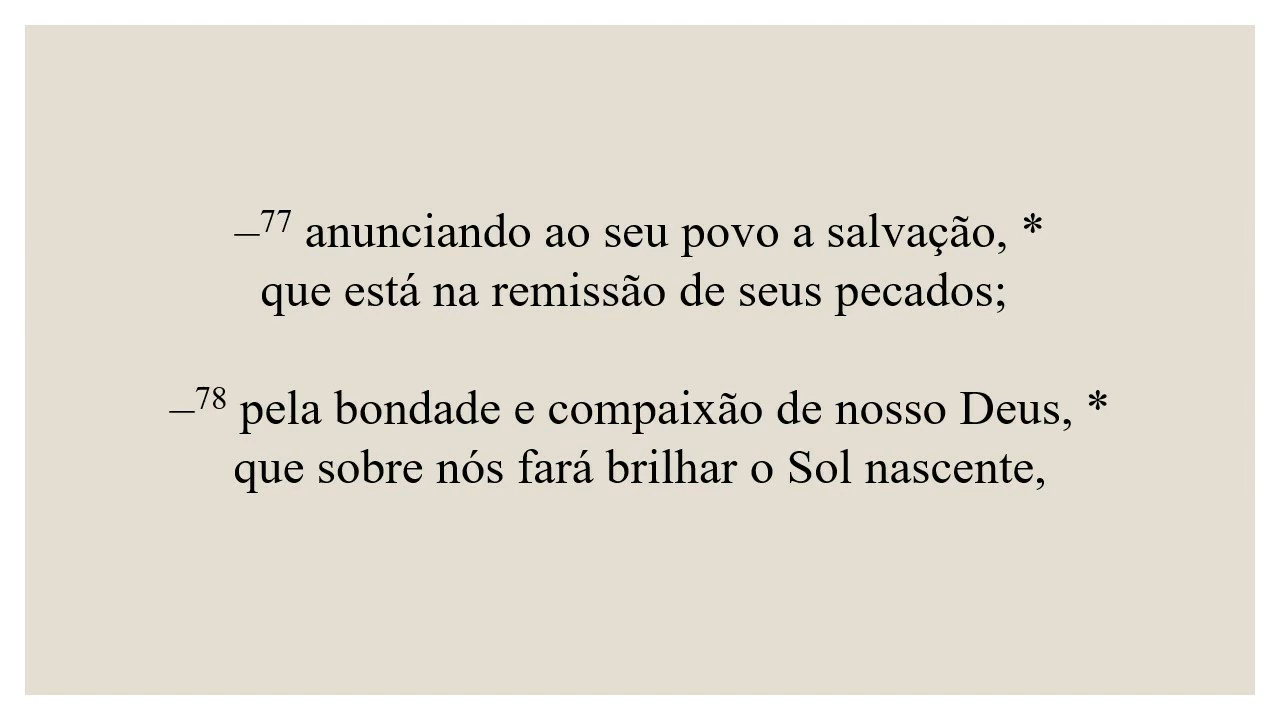 –77 anunciando ao seu povo a salvação, *
que está na remissão de seus pecados;
–78 pela bondade e compaixão de nosso Deus, *
que sobre nós fará brilhar o Sol nascente,